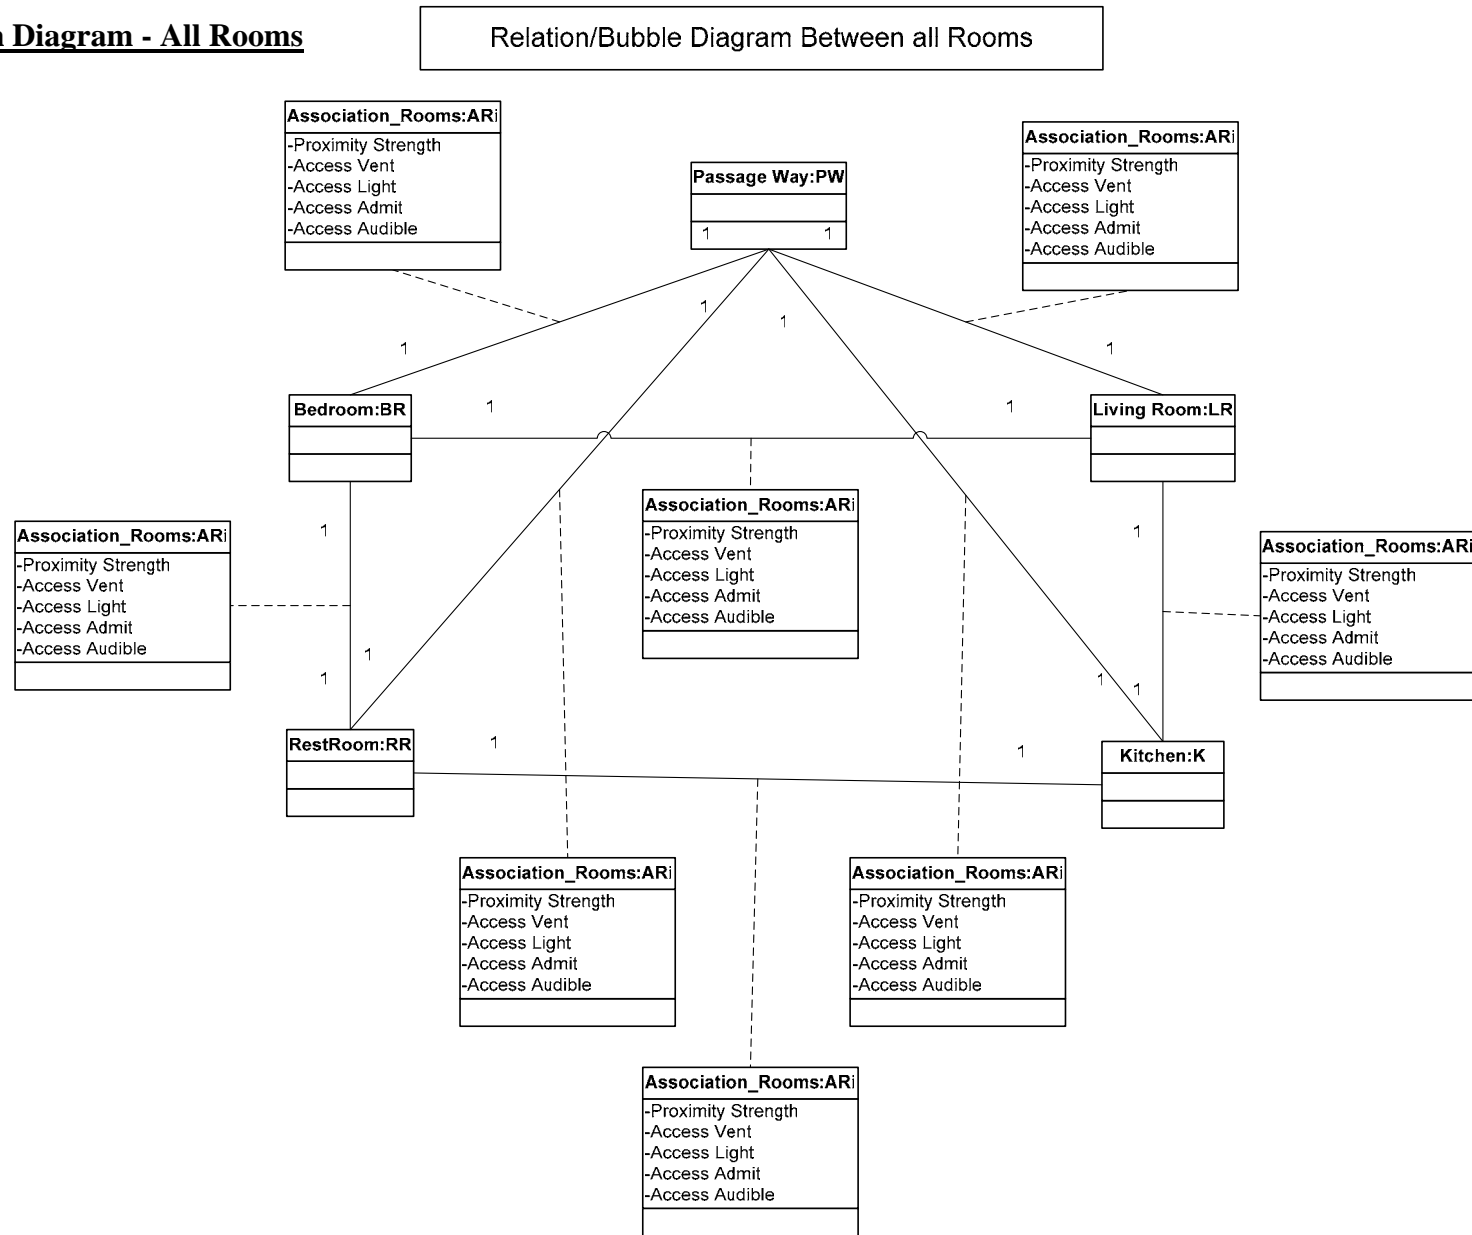 Diagram - All Rooms
Relation/Bubble Diagram Between all Rooms
Association_Rooms:ARi
-Proximity Strength
-Access Vent
-Access Light
-Access Admit
-Access Audible
Association_Rooms:ARi
-Proximity Strength
-Access Vent
-Access Light
-Access Admit
-Access Audible
Passage Way:PW
1 1
1
1
1
1
Bedroom:BR
1
1
Living Room:LR
Association_Rooms:ARi
-Proximity Strength
-Access Vent
-Access Light
-Access Admit
-Access Audible
1
1
Association_Rooms:ARi
-Proximity Strength
-Access Vent
-Access Light
-Access Admit
-Access Audible
Association_Rooms:ARi
-Proximity Strength
-Access Vent
-Access Light
-Access Admit
-Access Audible
1
1
1
1
RestRoom:RR
1
1
Kitchen:K
Association_Rooms:ARi
-Proximity Strength
-Access Vent
-Access Light
-Access Admit
-Access Audible
Association_Rooms:ARi
-Proximity Strength
-Access Vent
-Access Light
-Access Admit
-Access Audible
Association_Rooms:ARi
-Proximity Strength
-Access Vent
-Access Light
-Access Admit
-Access Audible